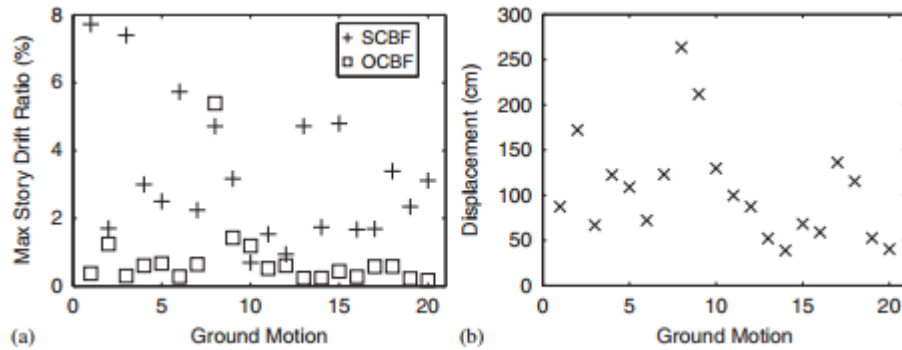 8
6
4
2
0
Max Story Drift Ratio (%)
+ SCBF
□ OCBF
0 5 10 15 20
(a) Ground Motion
300
250
200
150
100
50
0
Displacement (cm)
0 5 10 15 20
(b) Ground Motion